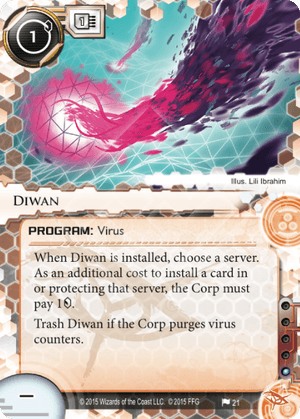 1
1
Illus. Lili Ibrahim
DIWAN
PROGRAM: Virus
When Diwan is installed, choose a server.
As an additional cost to install a card in
or protecting that server, the Corp must
pay 1.
Trash Diwan if the Corp purges virus
counters.
–
© 2015 Wizards of the Coast LLC. © 2015 FFG
21